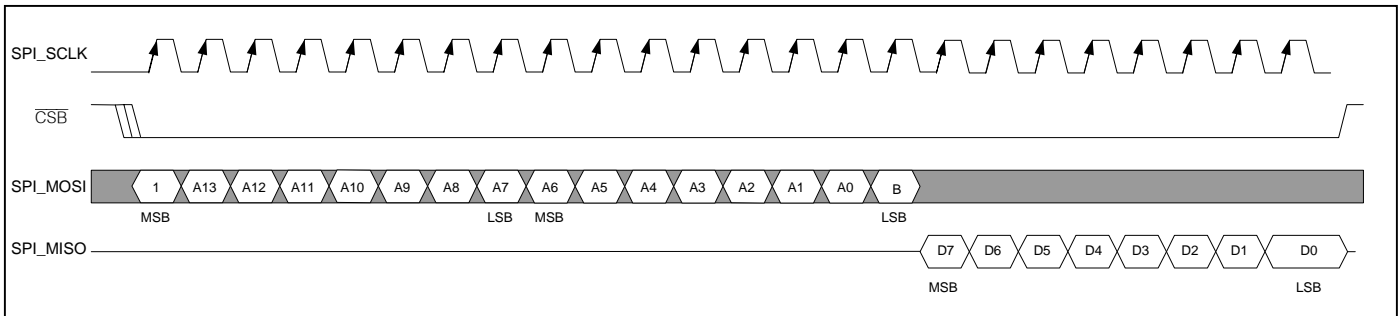 SPI_SCLK
CSB
SPI_MOSI 1 A13 A12 A11 A10 A9 A8 A7 A6 A5 A4 A3 A2 A1 A0 B
MSB LSB MSB LSB
SPI_MISO D7 D6 D5 D4 D3 D2 D1 D0
MSB LSB